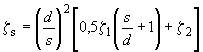 ζₛ = (d/s)² [0,5ζ₁(s/d + 1) + ζ₂]